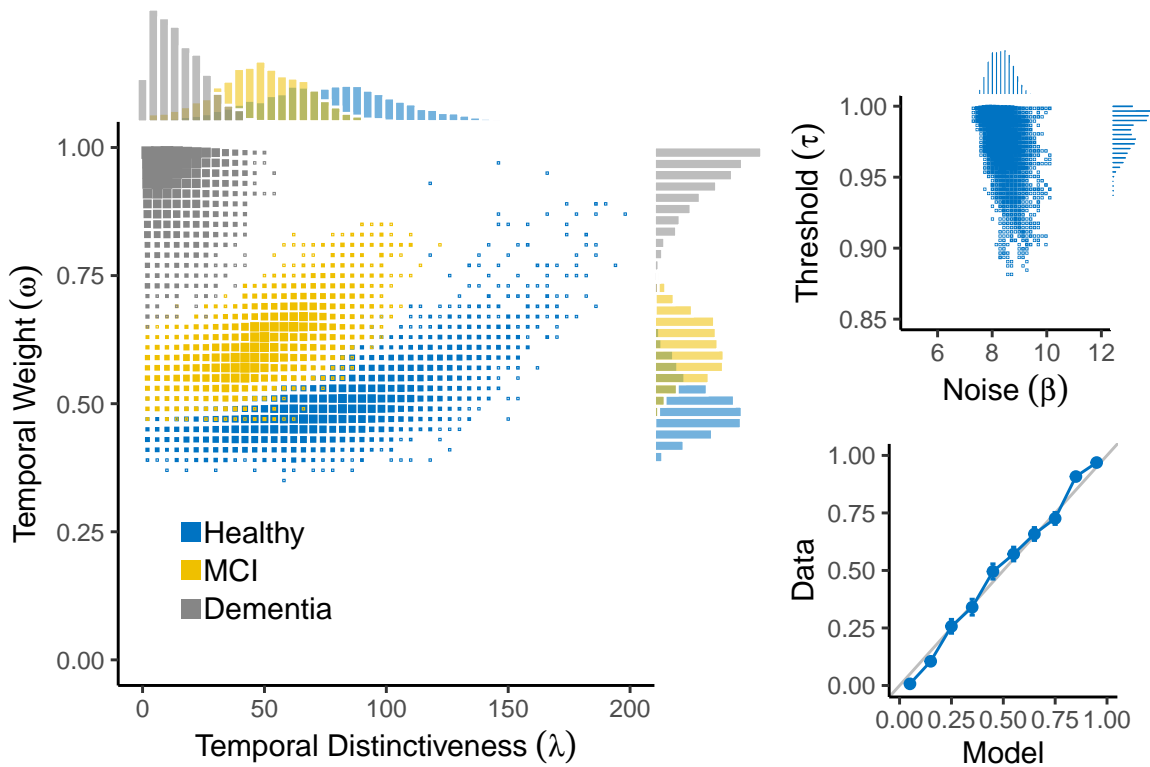 Temporal Weight (ω)
1.00
0.75
0.50
0.25
0.00
Healthy
MCI
Dementia
0 50 100 150 200
Temporal Distinctiveness (λ)
Threshold (τ)
1.00
0.95
0.90
0.85
6 8 10 12
Noise (β)
Data
1.00
0.75
0.50
0.25
0.00
0.00 0.25 0.50 0.75 1.00
Model